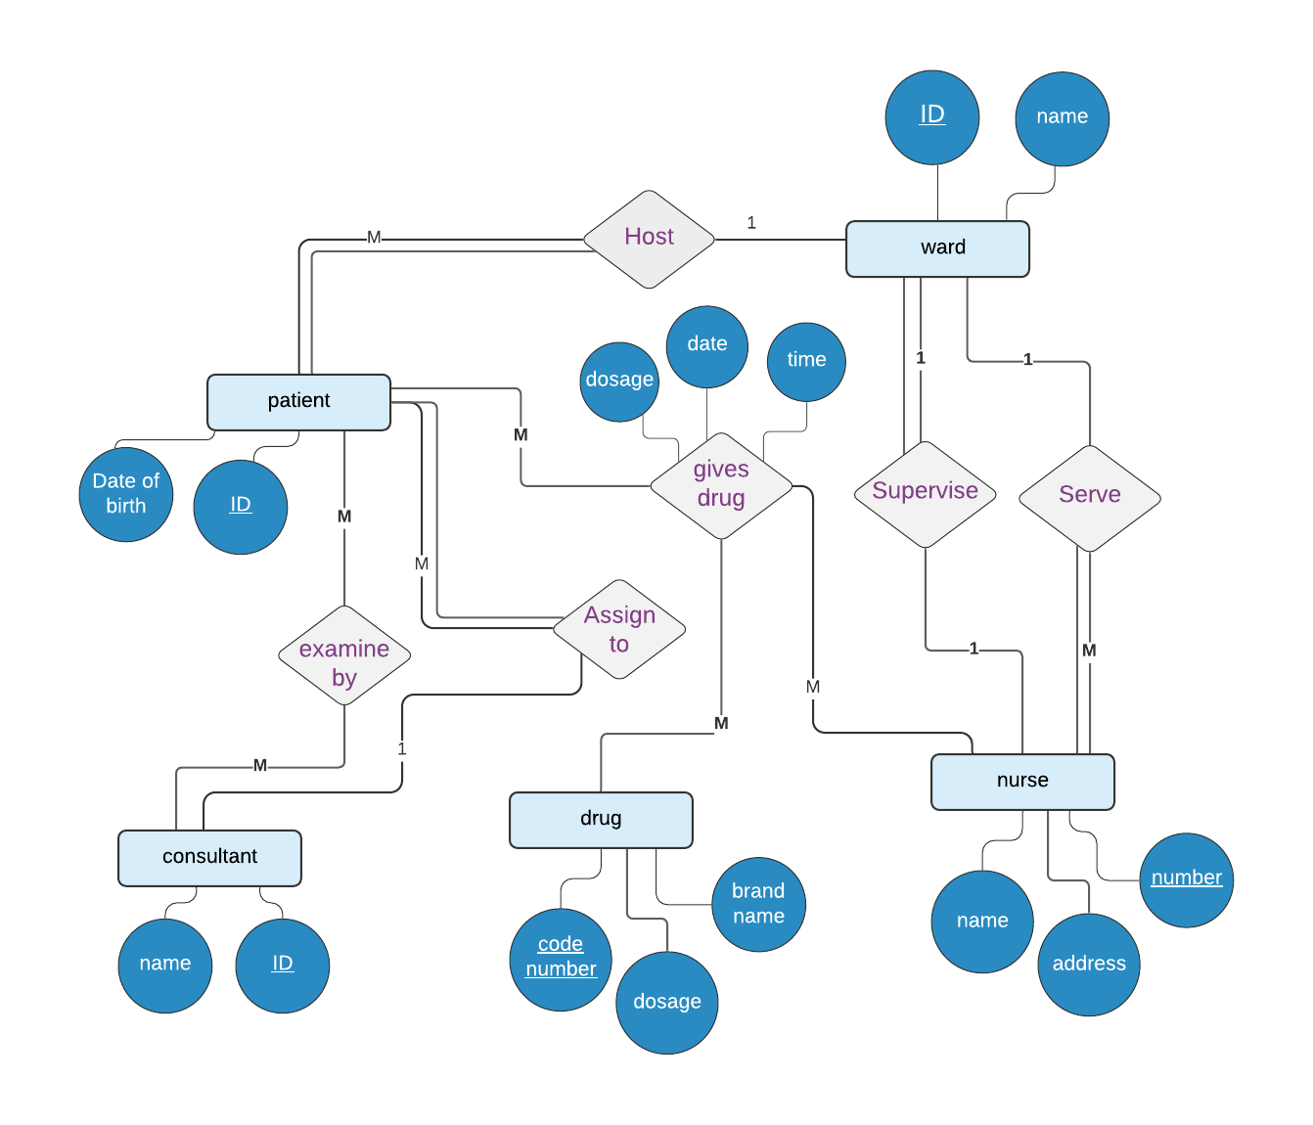 ID
name
1
Host
M
ward
date
dosage
time
1
1
patient
M
gives
drug
Date of
birth
ID
Supervise
Serve
M
M
Assign
to
examine
by
1
M
M
M
1
M
nurse
drug
consultant
number
brand
name
name
code
number
name
ID
address
dosage